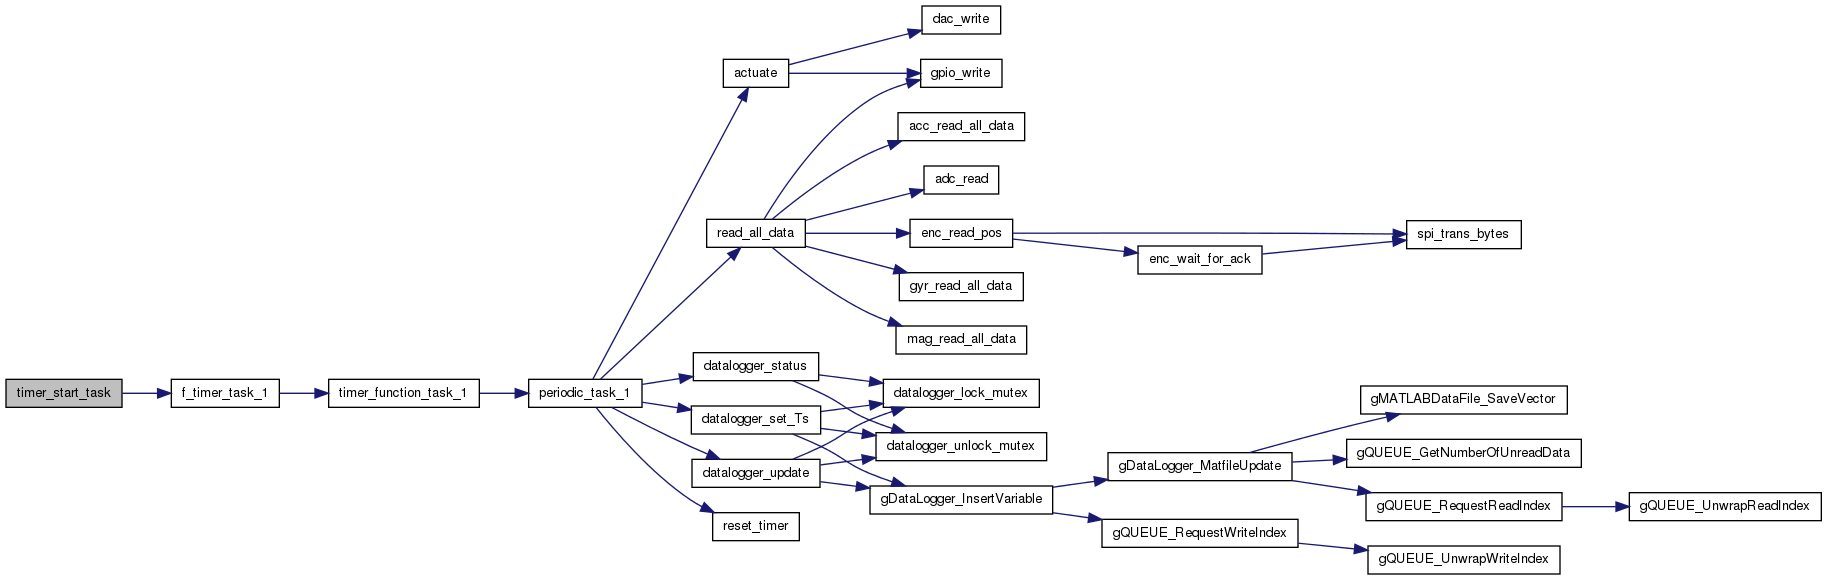 dac_write
actuate
gpio_write
acc_read_all_data
adc_read
read_all_data
enc_read_pos
spi_trans_bytes
enc_wait_for_ack
gyr_read_all_data
mag_read_all_data
datalogger_status
timer_start_task
f_timer_task_1
timer_function_task_1
periodic_task_1
datalogger_lock_mutex
gMATLABDataFile_SaveVector
datalogger_set_Ts
datalogger_unlock_mutex
gQUEUE_GetNumberOfUnreadData
datalogger_update
gDataLogger_MatfileUpdate
gDataLogger_InsertVariable
gQUEUE_RequestReadIndex
gQUEUE_UnwrapReadIndex
reset_timer
gQUEUE_RequestWriteIndex
gQUEUE_UnwrapWriteIndex